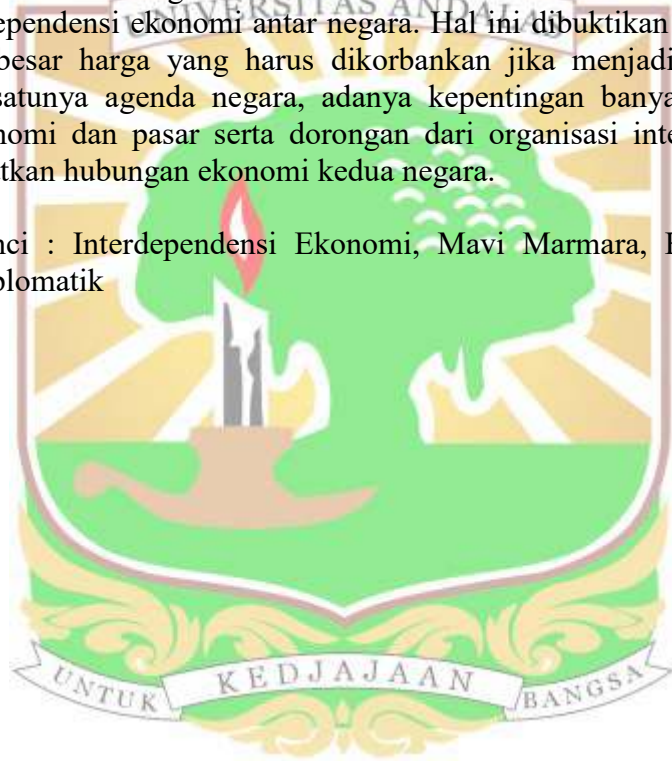 UNIVERSITAS ANDA
ependensi ekonomi antar negara. Hal ini dibuktikan
besar harga yang harus dikorbankan jika menjadi
satunya agenda negara, adanya kepentingan banya
nomi dan pasar serta dorongan dari organisasi inte
tkan hubungan ekonomi kedua negara.
nci : Interdependensi Ekonomi, Mavi Marmara,
plomatik
UNTUK KEDJAJAAN BANGSA